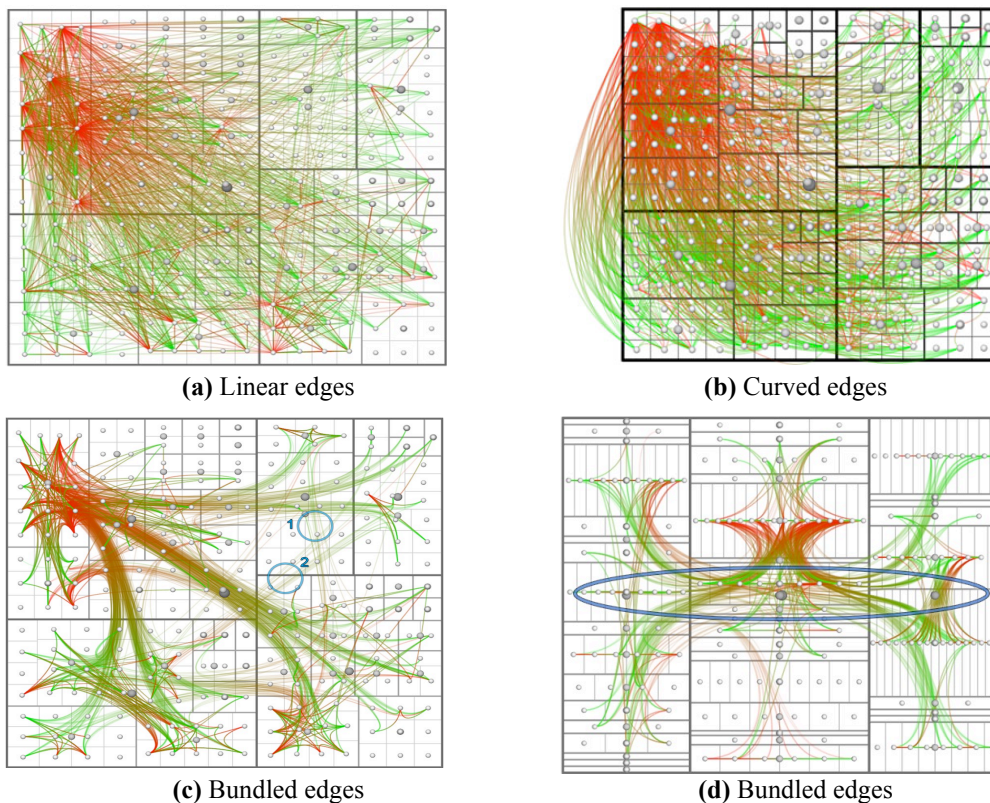 (a) Linear edges
(b) Curved edges
1
2
(c) Bundled edges
(d) Bundled edges